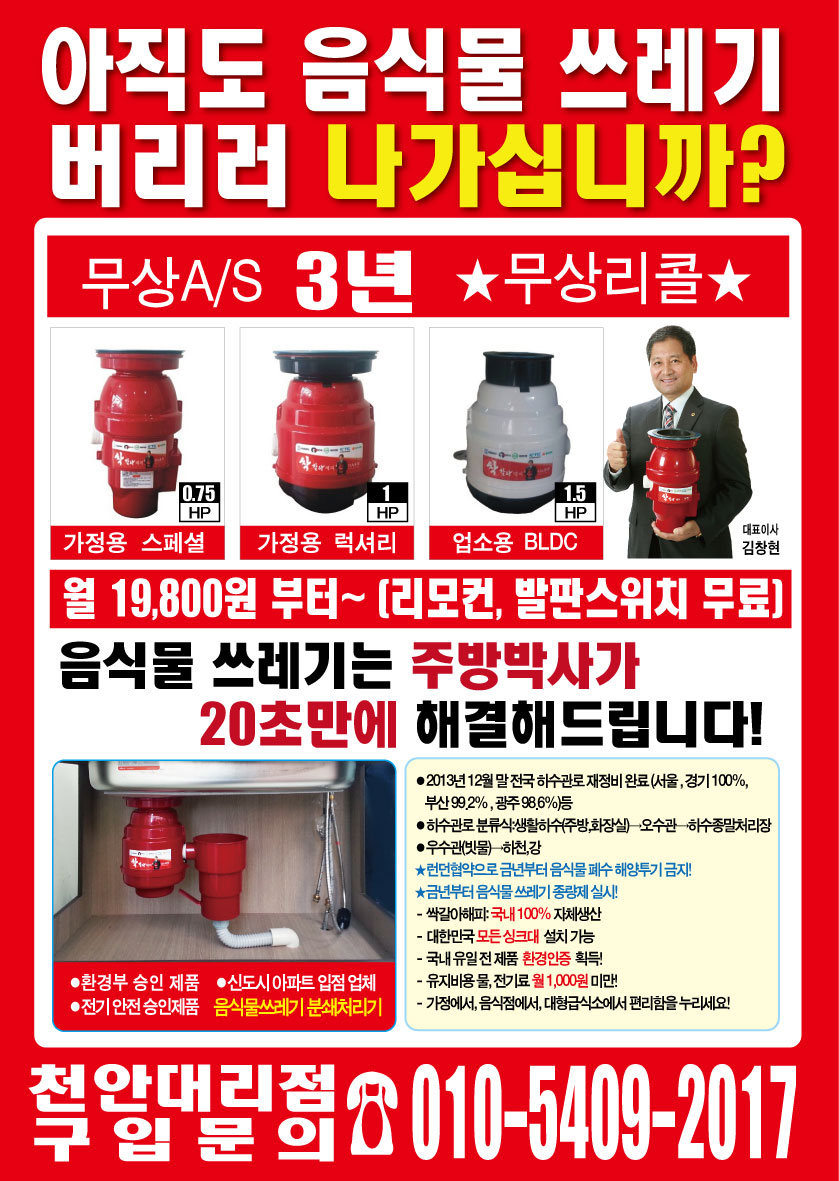 아직도 음식물 쓰레기
버리러 나가십니까?
무상A/S 3년 ★무상리콜★
0.75
HP
가정용 스페셜
1
HP
가정용 럭셔리
1.5
HP
업소용 BLDC
대표이사
김창현
월 19,800원 부터~ (리모컨, 발판스위치 무료)
음식물 쓰레기는 주방박사가
20초만에 해결해드립니다!
●환경부 승인 제품 ●신도시 아파트 입점 업체
●전기 안전 승인제품 음식물쓰레기 분쇄처리기
●2013년 12월 말 전국 하수관로 재정비 완료 (서울 , 경기 100%,
부산 99.2% , 광주 98.6%)등
●하수관로 분류식:생활하수(주방,화장실)→오수관→하수종말처리장
●우수관(빗물)→하천,강
★런던협약으로 금년부터 음식물 폐수 해양투기 금지!
★금년부터 음식물 쓰레기 종량제 실시!
- 싹갈아해피: 국내 100% 자체생산
- 대한민국 모든 싱크대 설치 가능
- 국내 유일 전 제품 환경인증 획득!
- 유지비용 물, 전기료 월 1,000원 미만!
- 가정에서, 음식점에서, 대형급식소에서 편리함을 누리세요!
천안대리점
구입문의 ☎ 010-5409-2017